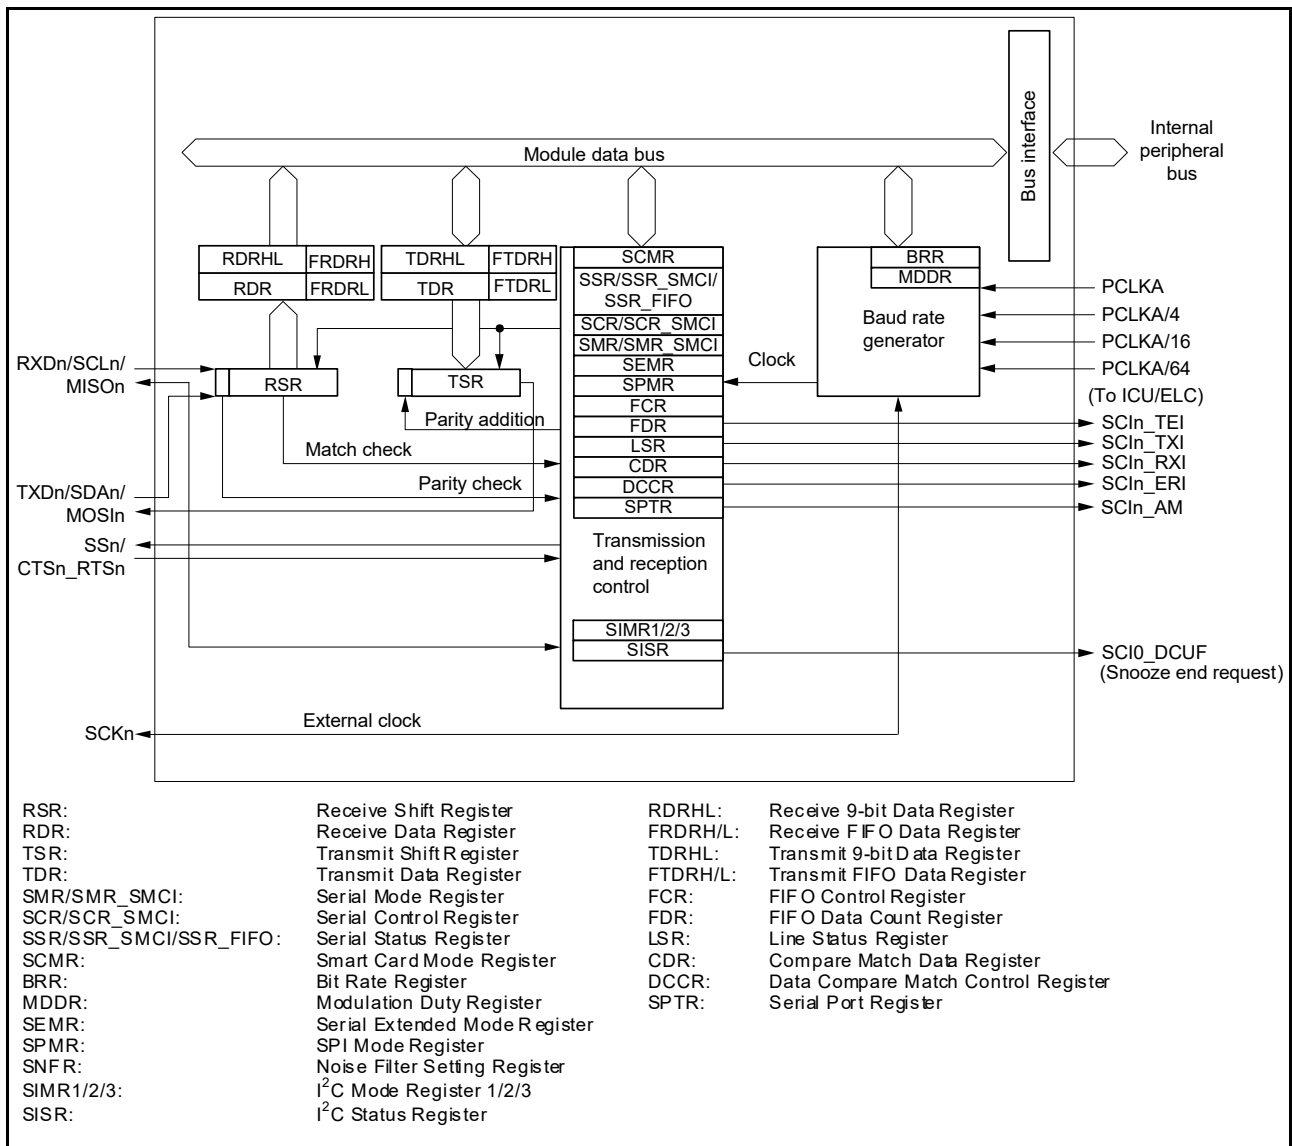 Module data bus
Bus interface
Internal
peripheral
bus
RDRHL
FRDRH
RDR
FRDRL
TDRHL
FTDRH
TDR
FTDRL
SCMR
SSR/SSR_SMCI/
SSR_FIFO
SCR/SCR_SMCI
SMR/SMR_SMCI
SEMR
SPMR
FCR
FDR
LSR
CDR
DCCR
SPTR
Transmission
and reception
control
SIMR1/2/3
SISR
BRR
MDDR
Baud rate
generator
Clock
PCLKA
PCLKA/4
PCLKA/16
PCLKA/64
(To ICU/ELC)
SCIn_TEI
SCIn_TXI
SCIn_RXI
SCIn_ERI
SCIn_AM
SCI0_DCUF
(Snooze end request)
RXDn/SCLn/
MISOn
RSR
TSR
Parity addition
Match check
Parity check
TXDn/SDAn/
MOSIn
SSn/
CTSn_RTSn
External clock
SCKn
RSR: Receive Shift Register
RDR: Receive Data Register
TSR: Transmit Shift Register
TDR: Transmit Data Register
SMR/SMR_SMCI: Serial Mode Register
SCR/SCR_SMCI: Serial Control Register
SSR/SSR_SMCI/SSR_FIFO: Serial Status Register
SCMR: Smart Card Mode Register
BRR: Bit Rate Register
MDDR: Modulation Duty Register
SEMR: Serial Extended Mode Register
SPMR: SPI Mode Register
SNFR: Noise Filter Setting Register
SIMR1/2/3: I²C Mode Register 1/2/3
SISR: I²C Status Register
RDRHL: Receive 9-bit Data Register
FRDRH/L: Receive FIFO Data Register
TDRHL: Transmit 9-bit Data Register
FTDRH/L: Transmit FIFO Data Register
FCR: FIFO Control Register
FDR: FIFO Data Count Register
LSR: Line Status Register
CDR: Compare Match Data Register
DCCR: Data Compare Match Control Register
SPTR: Serial Port Register